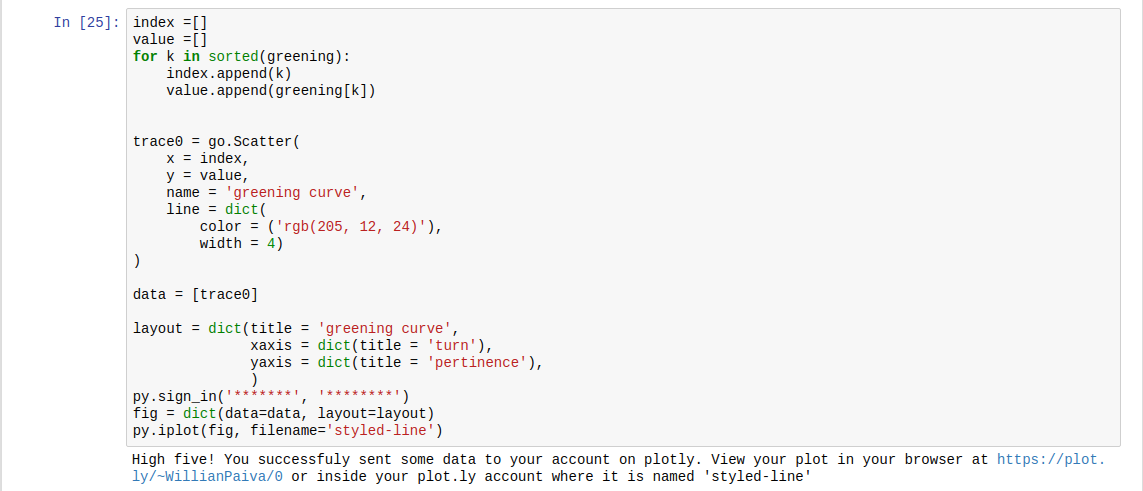 In [25]: index =[]
value =[]
for k in sorted(greening):
    index.append(k)
    value.append(greening[k])
trace0 = go.Scatter(
    x = index,
    y = value,
    name = 'greening curve',
    line = dict(
        color = ('rgb(205, 12, 24)'),
        width = 4)
)
data = [trace0]
layout = dict(title = 'greening curve',
              xaxis = dict(title = 'turn'),
              yaxis = dict(title = 'pertinence'),
              )
py.sign_in('*******', '********')
fig = dict(data=data, layout=layout)
py.iplot(fig, filename='styled-line')
High five! You successfuly sent some data to your account on plotly. View your plot in your browser at https://plot.
ly/~WillianPaiva/0 or inside your plot.ly account where it is named 'styled-line'